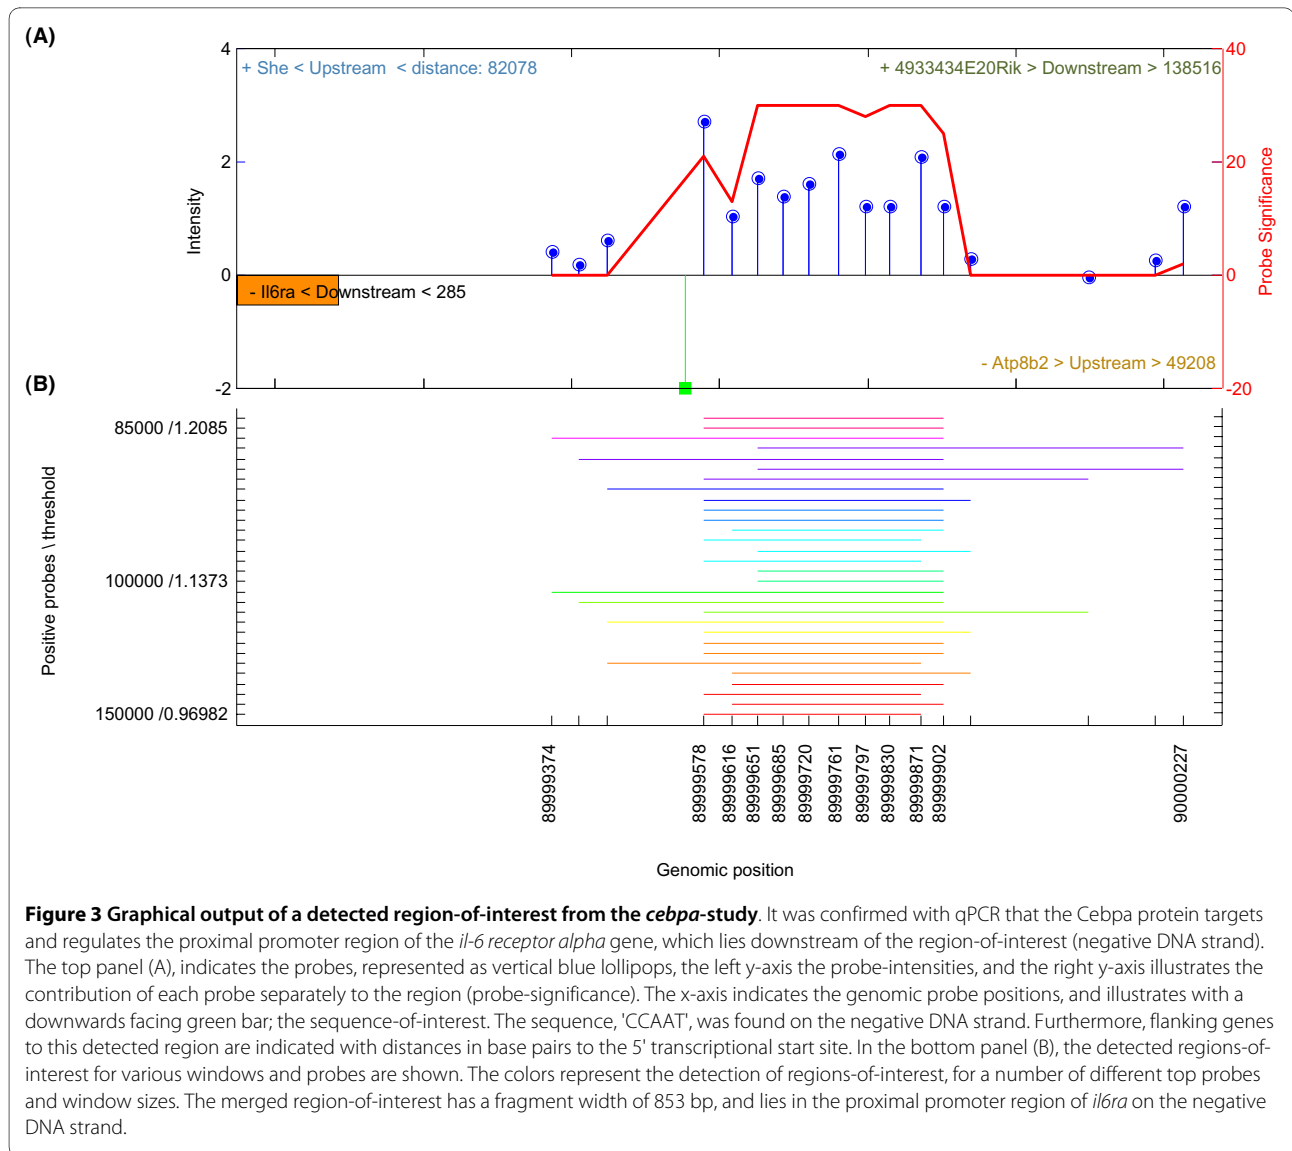 (A)
4
40
+ She < Upstream < distance: 82078
+ 4933434E20Rik > Downstream > 138516
2
20
Intensity
Probe Significance
0
0
- Il6ra < Downstream < 285
- Atp8b2 > Upstream > 49208
-2
-20
(B)
85000 /1.2085
100000 /1.1373
150000 /0.96982
Positive probes \ threshold
89999374
89999578
89999616
89999651
89999685
89999720
89999761
89999797
89999830
89999871
89999902
90000227
Genomic position
Figure 3 Graphical output of a detected region-of-interest from the cebpa-study. It was confirmed with qPCR that the Cebpa protein targets
and regulates the proximal promoter region of the il-6 receptor alpha gene, which lies downstream of the region-of-interest (negative DNA strand).
The top panel (A), indicates the probes, represented as vertical blue lollipops, the left y-axis the probe-intensities, and the right y-axis illustrates the
contribution of each probe separately to the region (probe-significance). The x-axis indicates the genomic probe positions, and illustrates with a
downwards facing green bar; the sequence-of-interest. The sequence, 'CCAAT', was found on the negative DNA strand. Furthermore, flanking genes
to this detected region are indicated with distances in base pairs to the 5' transcriptional start site. In the bottom panel (B), the detected regions-of-
interest for various windows and probes are shown. The colors represent the detection of regions-of-interest, for a number of different top probes
and window sizes. The merged region-of-interest has a fragment width of 853 bp, and lies in the proximal promoter region of il6ra on the negative
DNA strand.